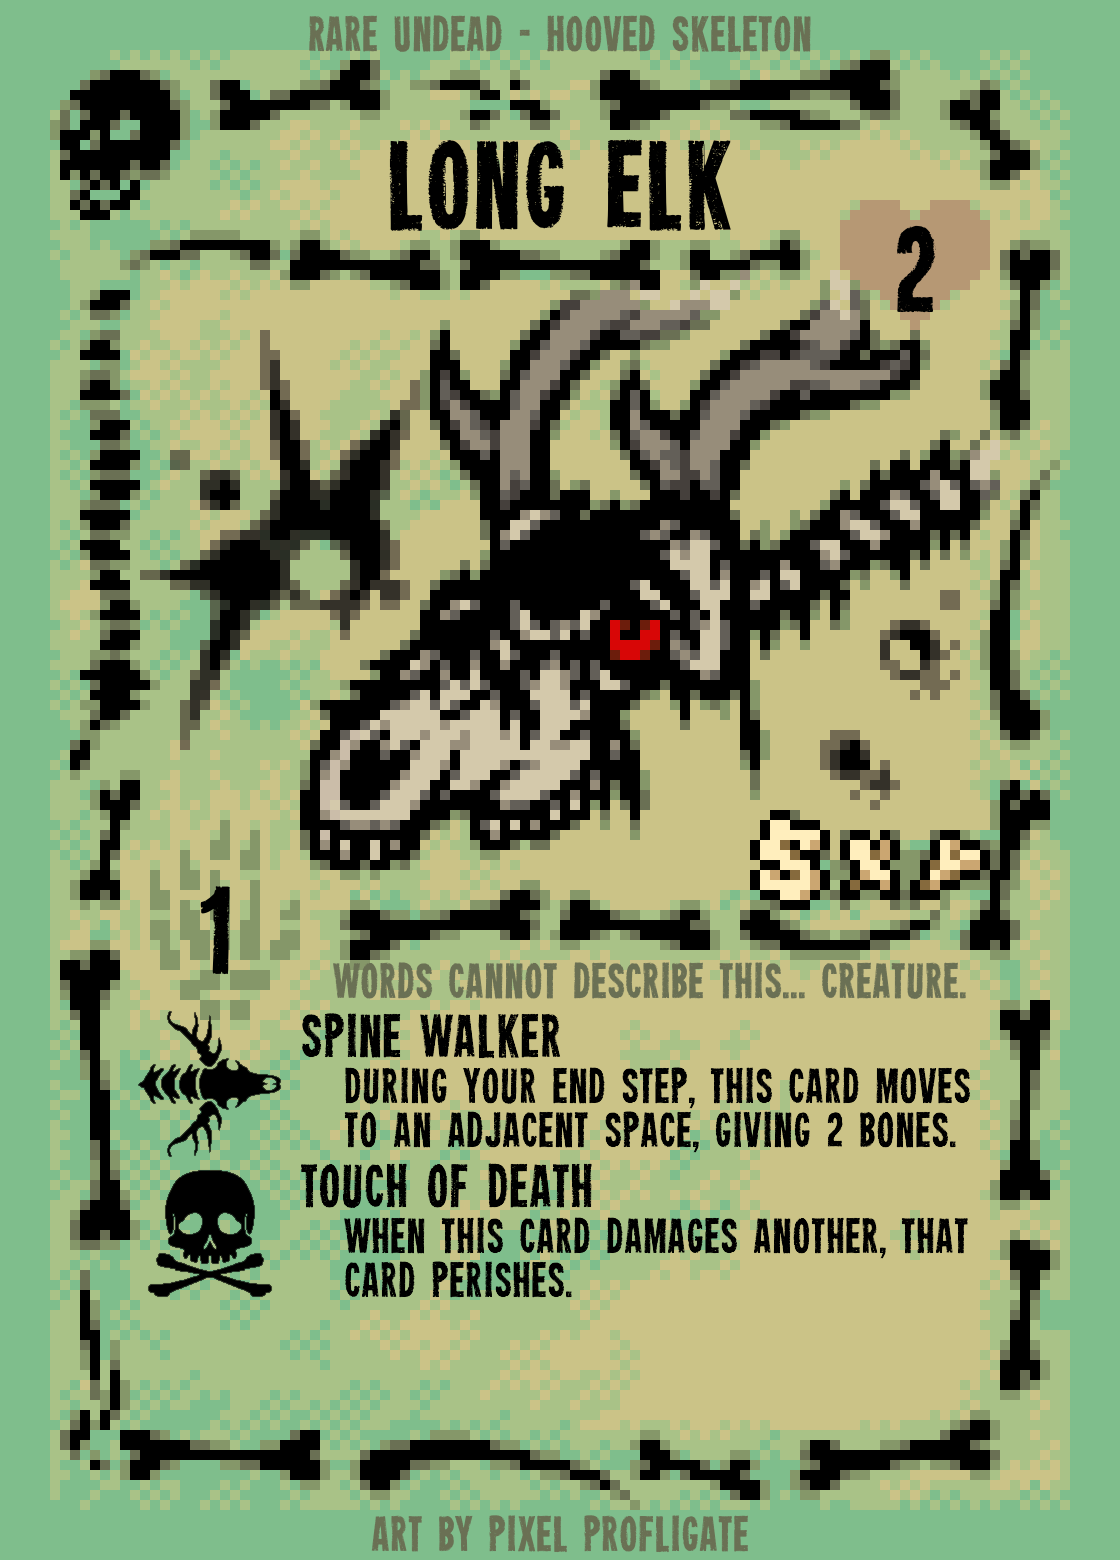 RARE UNDEAD - HOOVED SKELETON
LONG ELK
2
5 X
1
WORDS CANNOT DESCRIBE THIS... CREATURE.
SPINE WALKER
DURING YOUR END STEP, THIS CARD MOVES
TO AN ADJACENT SPACE, GIVING 2 BONES.
TOUCH OF DEATH
WHEN THIS CARD DAMAGES ANOTHER, THAT
CARD PERISHES.
ART BY PIXEL PROFLIGATE